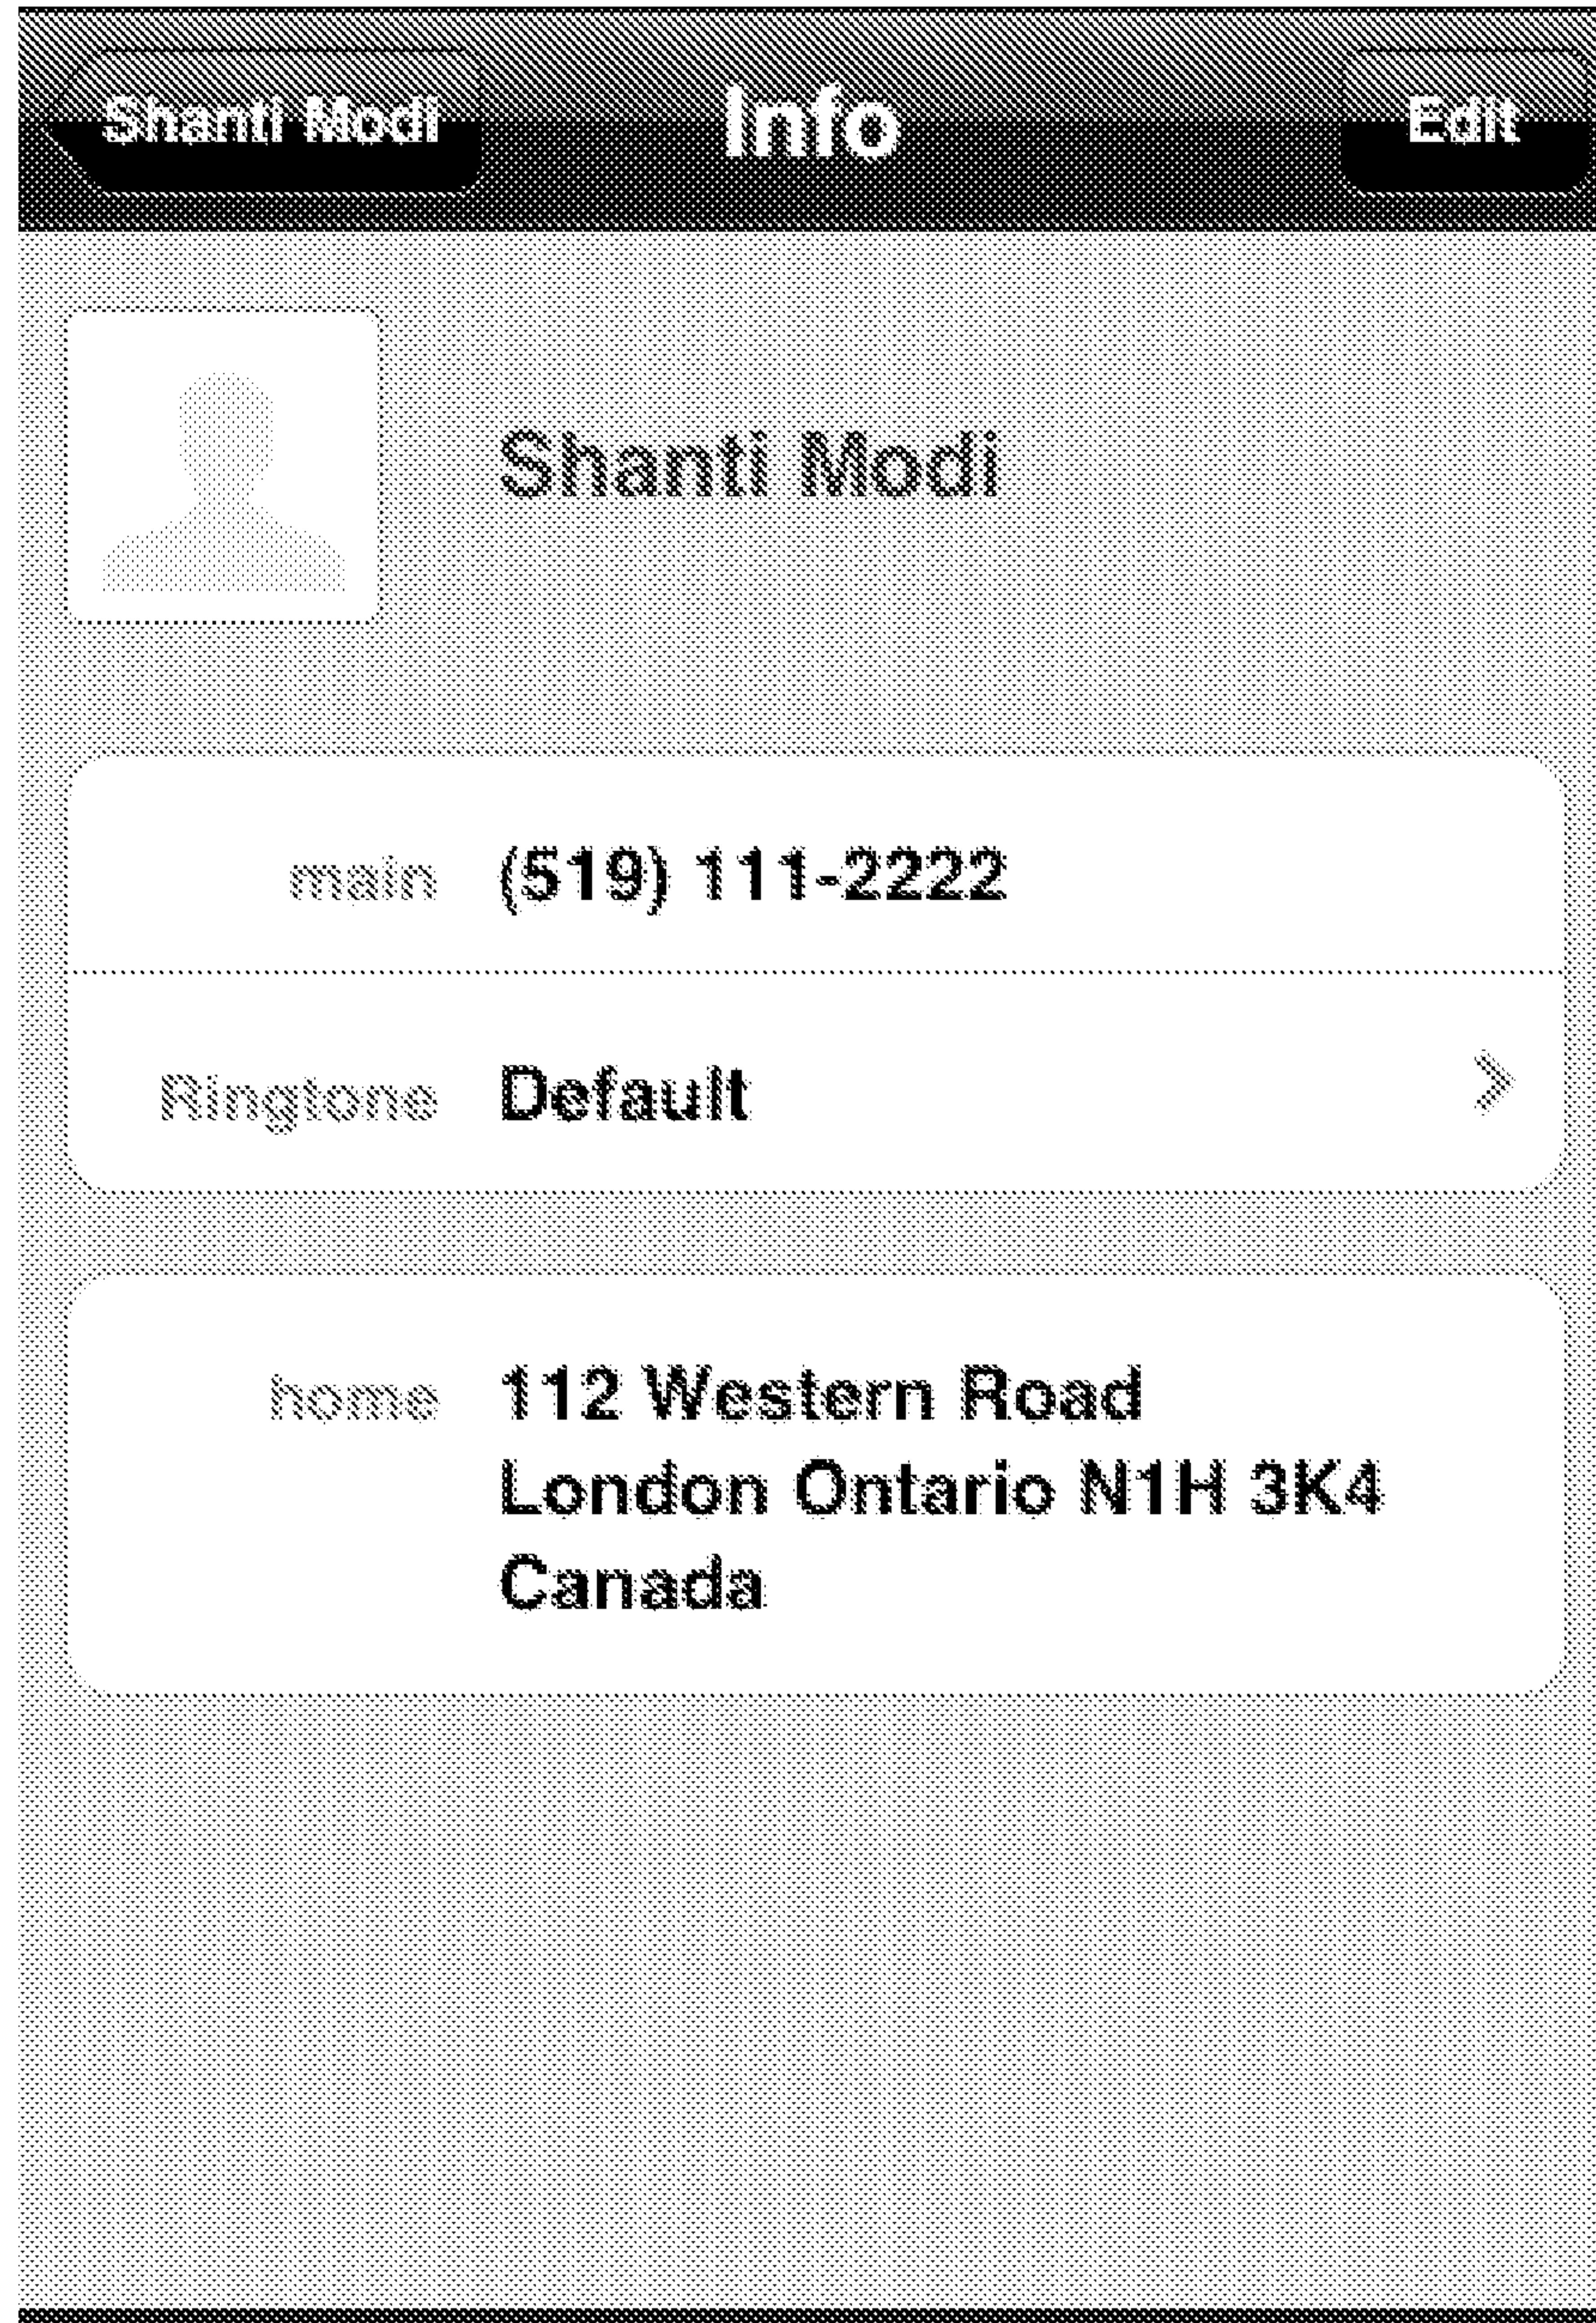 Shanti Modi Info Edit
Shanti Modi
main (519) 111-2222
Ringtone Default
home 112 Western Road
London Ontario N1H 3K4
Canada